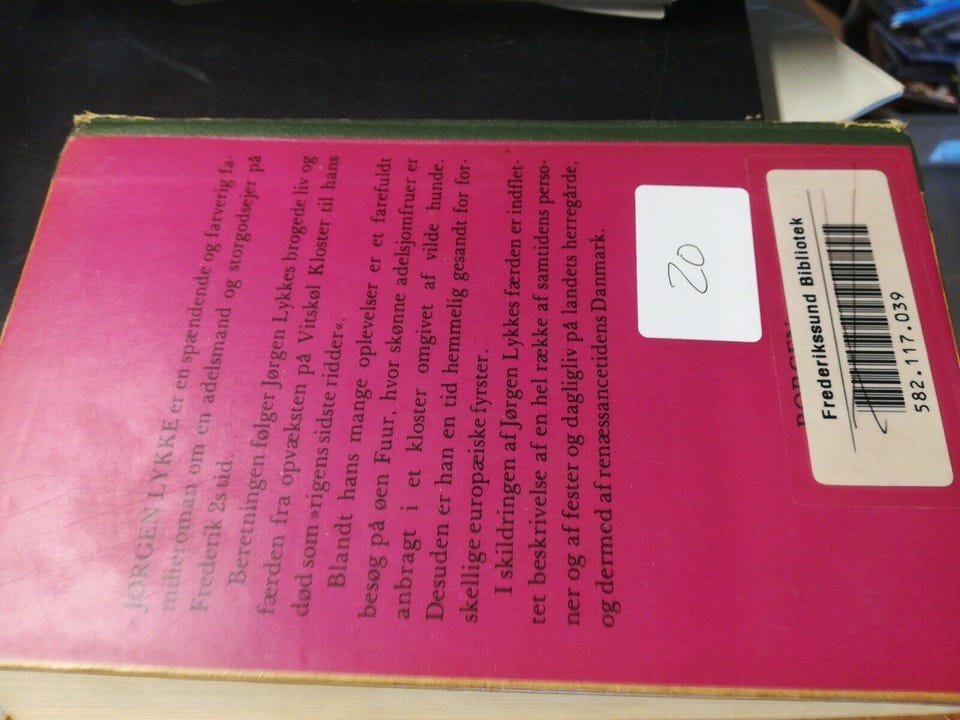 JØRGEN LYKKE er en spændende og farverig fa-
milieroman om en adelsmand og storgodsejer på
Frederik 2s tid.
Beretningen følger Jørgen Lykkes brogede liv og
færden fra opvæksten på Vitskøl Kloster til hans
død som »rigens sidste ridder«.
Blandt hans mange oplevelser er et farefuldt
besøg på øen Fuur, hvor skønne adelsjomfruer er
anbragt i et kloster omgivet af vilde hunde.
Desuden er han en tid hemmelig gesandt for for-
skellige europæiske fyrster.
I skildringen af Jørgen Lykkes færden er indflet-
tet beskrivelse af en hel række af samtidens perso-
ner og af fester og dagligliv på landets herregårde,
og dermed af renæssancetidens Danmark.
20
BORGEN
Frederikssund Bibliotek
582.117.039